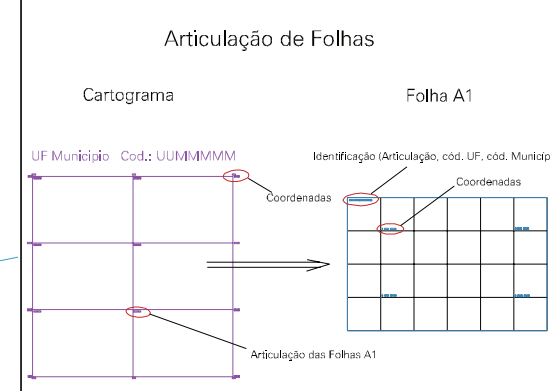 Articulação de Folhas
Cartograma
Folha A1
UF Municipio Cod.: UUMMMMM
Identificação (Articulação, cód. UF, cód. Municíp
Coordenadas
Coordenadas
Articulação das Folhas A1